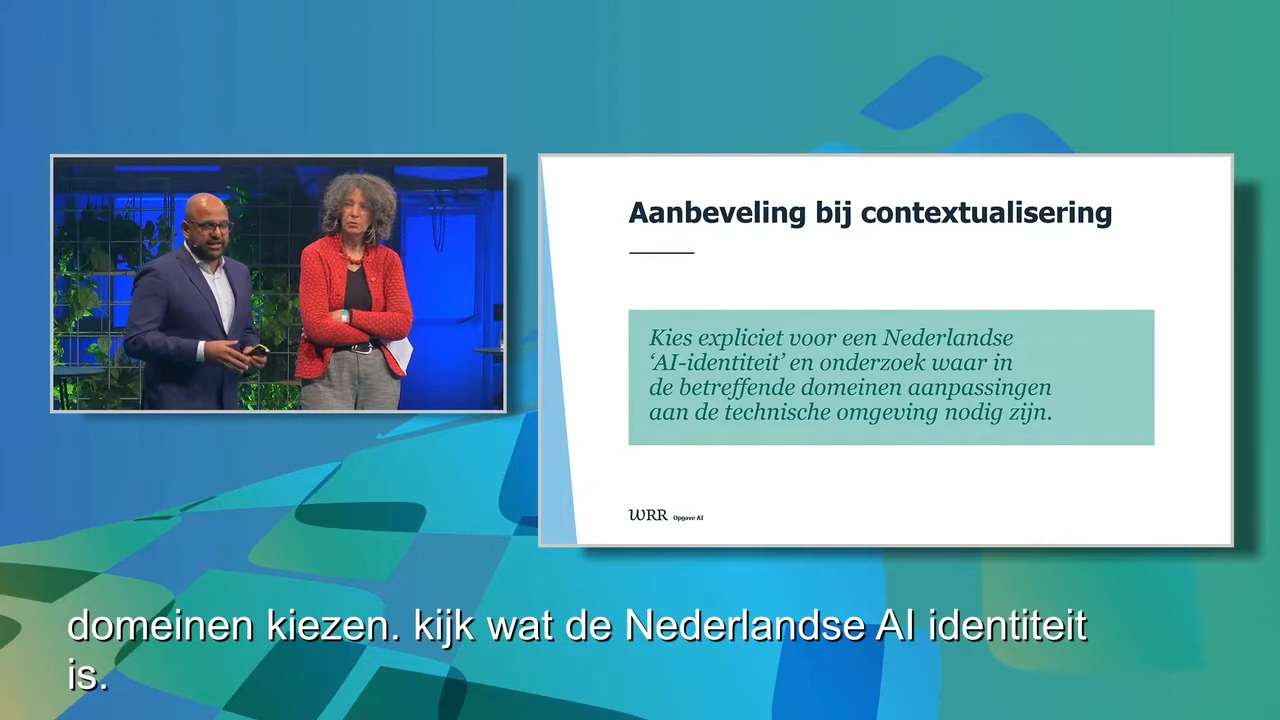 Aanbeveling bij contextualisering
Kies expliciet voor een Nederlandse
‘AI-identiteit’ en onderzoek waar in
de betreffende domeinen aanpassingen
aan de technische omgeving nodig zijn.
WRR Opgave AI
domeinen kiezen. kijk wat de Nederlandse AI identiteit
is.